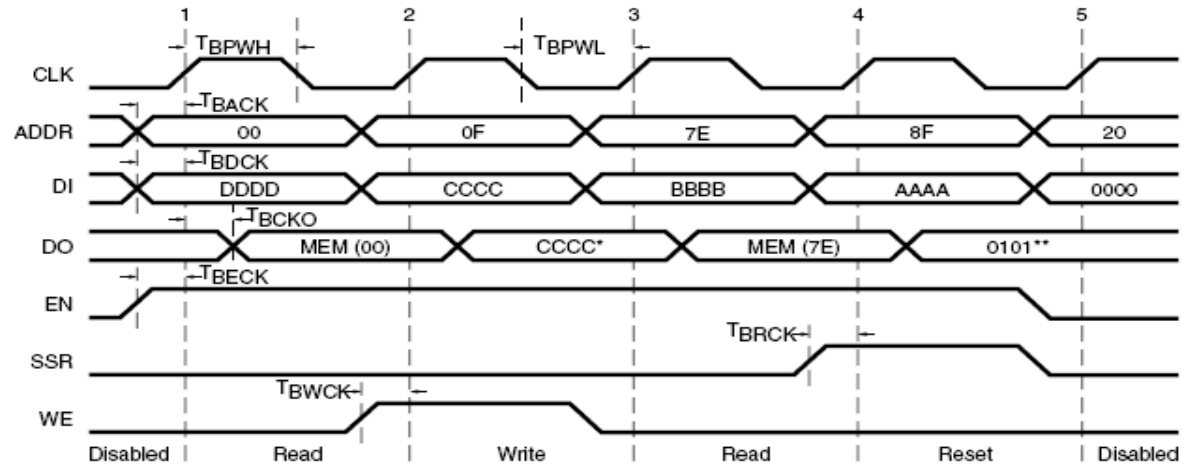 1 2 3 4 5
TBPWH TBPWL
CLK
TBACK
ADDR 00 0F 7E 8F 20
TBDCK
DI DDDD CCCC BBBB AAAA 0000
TBCKO
DO MEM (00) CCCC* MEM (7E) 0101**
TBECK
EN
TBRCK
SSR
TBWCK
WE
Disabled Read Write Read Reset Disabled